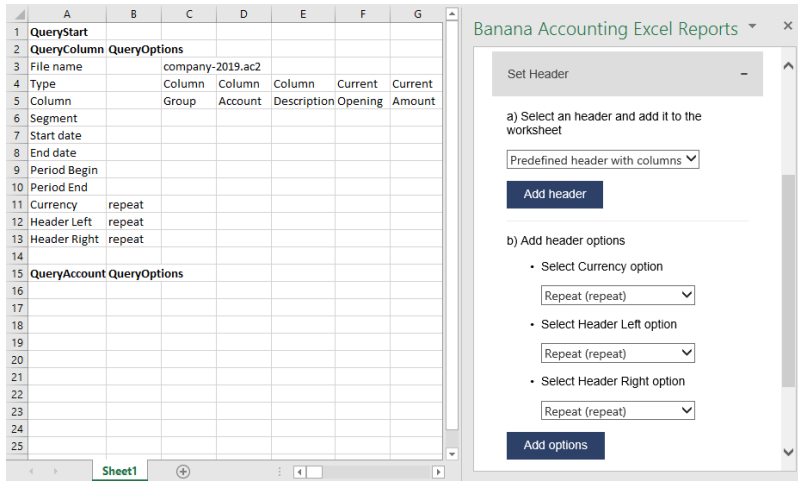 A B C D E F G
1 QueryStart
2 QueryColumn QueryOptions
3 File name company-2019.ac2
4 Type Column Column Column Current Current
5 Column Group Account Description Opening Amount
6 Segment
7 Start date
8 End date
9 Period Begin
10 Period End
11 Currency repeat
12 Header Left repeat
13 Header Right repeat
14
15 QueryAccount QueryOptions
16
17
18
19
20
21
22
23
24
25
Sheet1
Banana Accounting Excel Reports
Set Header
a) Select an header and add it to the
worksheet
Predefined header with columns
Add header
b) Add header options
• Select Currency option
Repeat (repeat)
• Select Header Left option
Repeat (repeat)
• Select Header Right option
Repeat (repeat)
Add options